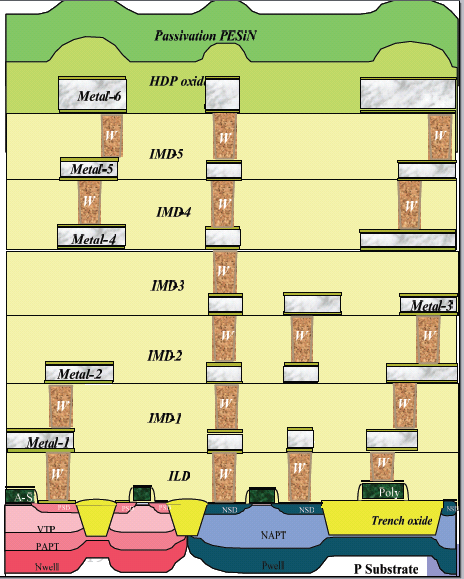 Passivation PESiN
HDP oxide
Metal-6
W W W
IMD-5
Metal-5
W W W
IMD-4
Metal-4
W
IMD-3
Metal-3
W W W
IMD-2
Metal-2
W W W
IMD-1
Metal-1
W W W W
ILD
A-S Poly
PSD PSD NSD NSD NSD
VTP Trench oxide
NAPT
PAPT
Nwell Pwell P Substrate